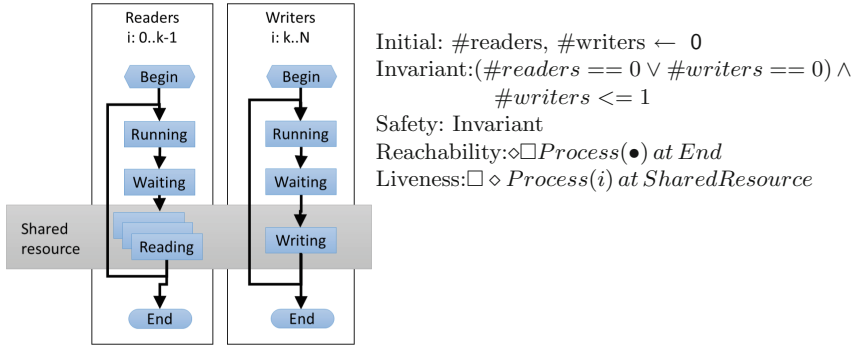 Readers
i: 0..k-1
Begin
Running
Waiting
Shared
resource
Reading
End
Writers
i: k..N
Begin
Running
Waiting
Writing
End
Initial: #readers, #writers ← 0
Invariant:(#readers == 0 ∨ #writers == 0) ∧
#writers <= 1
Safety: Invariant
Reachability:⋄□Process(•) at End
Liveness:□ ⋄ Process(i) at SharedResource